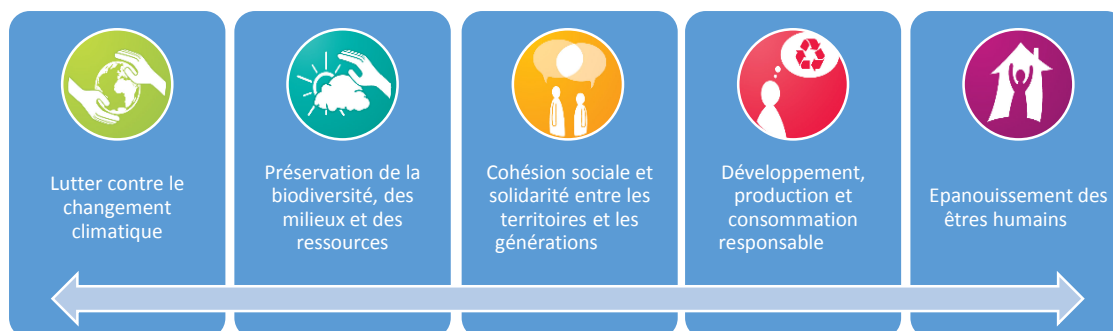 Lutter contre le
changement
climatique
Préservation de la
biodiversité, des
milieux et des
ressources
Cohésion sociale et
solidarité entre les
territoires et les
générations
Développement,
production et
consommation
responsable
Epanouissement des
êtres humains